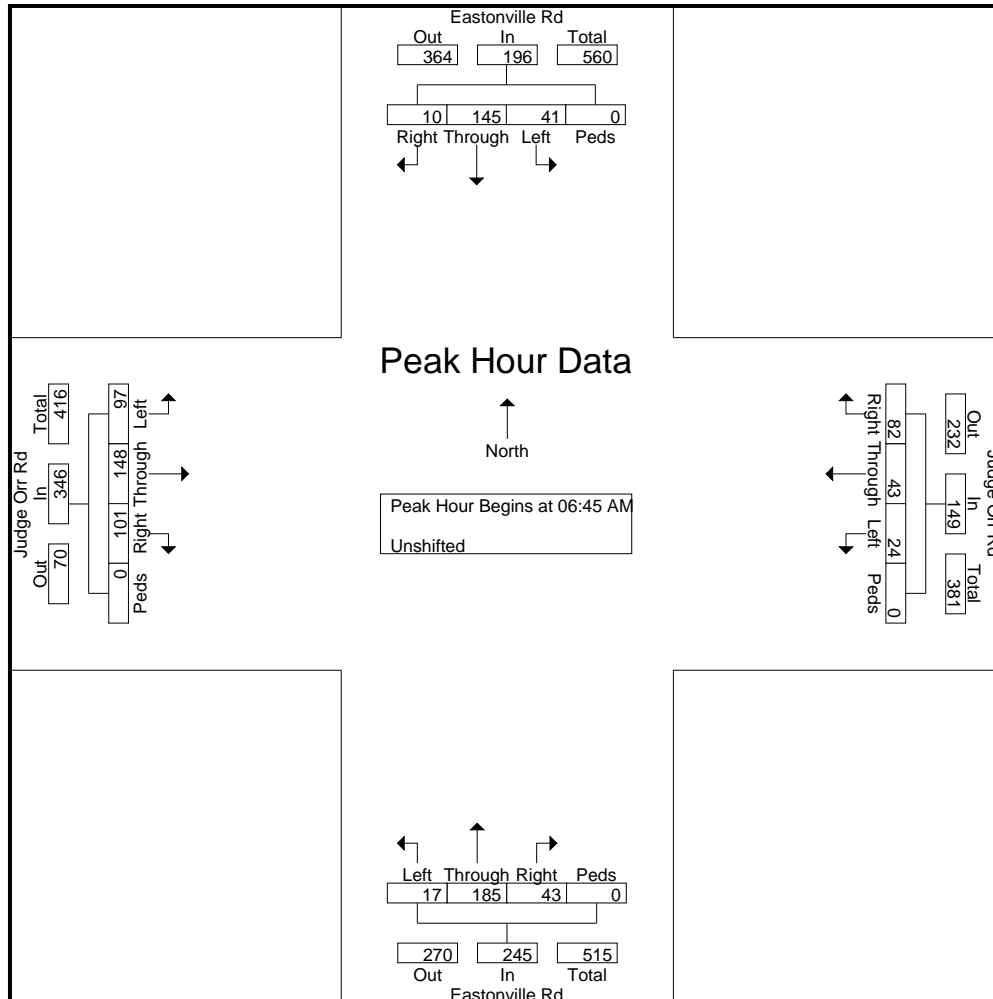 Eastonville Rd
Out In Total
364 196 560
10 145 41 0
Right Through Left Peds
Peak Hour Data
North
Peak Hour Begins at 06:45 AM
Unshifted
Judge Orr Rd
Out In Total
70 346 416
0 101 148 97
Peds Right Through Left
Judge Orr Rd
Out In Total
232 149 381
82 43 24 0
Right Through Left Peds
Left Through Right Peds
17 185 43 0
270 245 515
Out In Total
Eastonville Rd